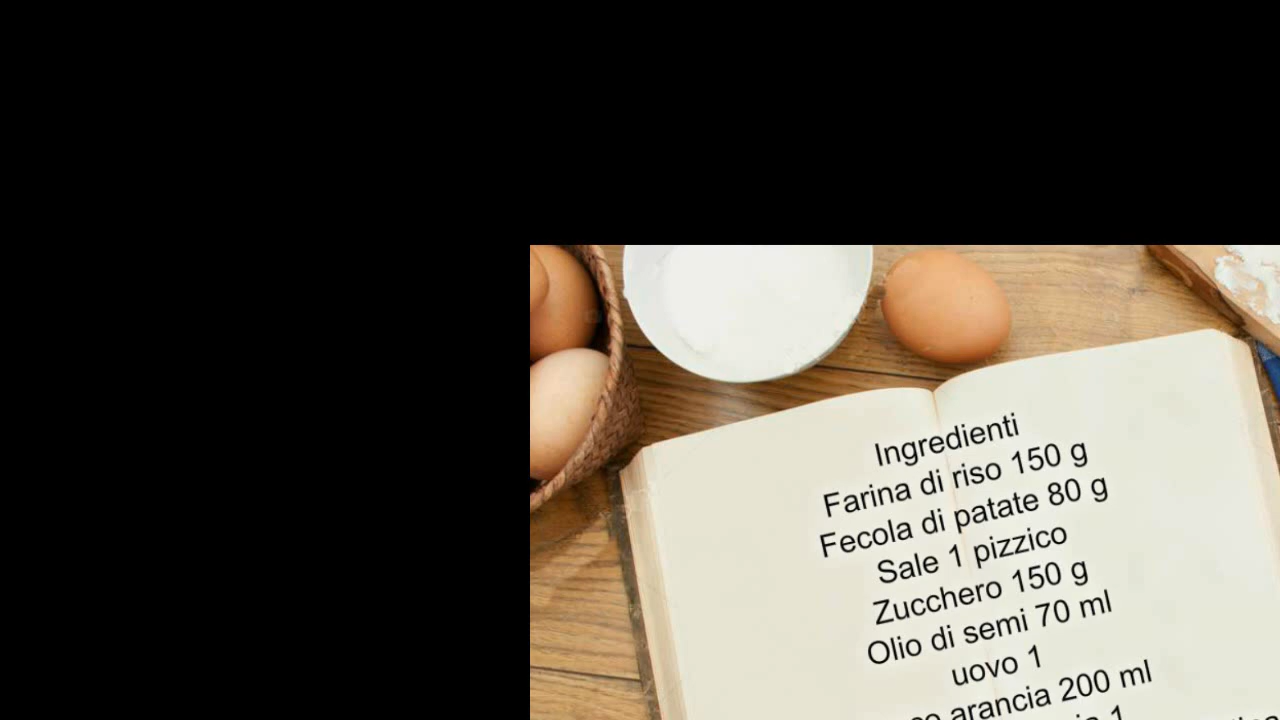 Ingredienti
Farina di riso 150 g
Fecola di patate 80 g
Sale 1 pizzico
Zucchero 150 g
Olio di semi 70 ml
uovo 1
arancia 200 ml
1